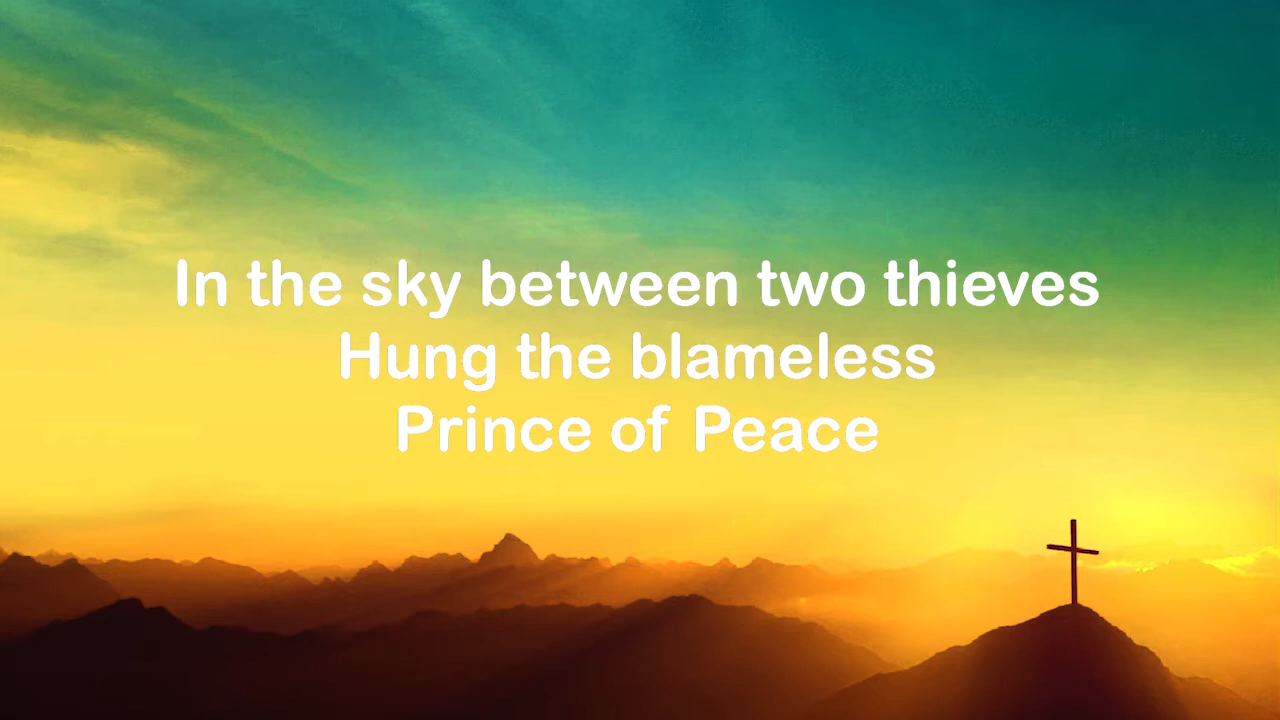 In the sky between two thieves
Hung the blameless
Prince of Peace